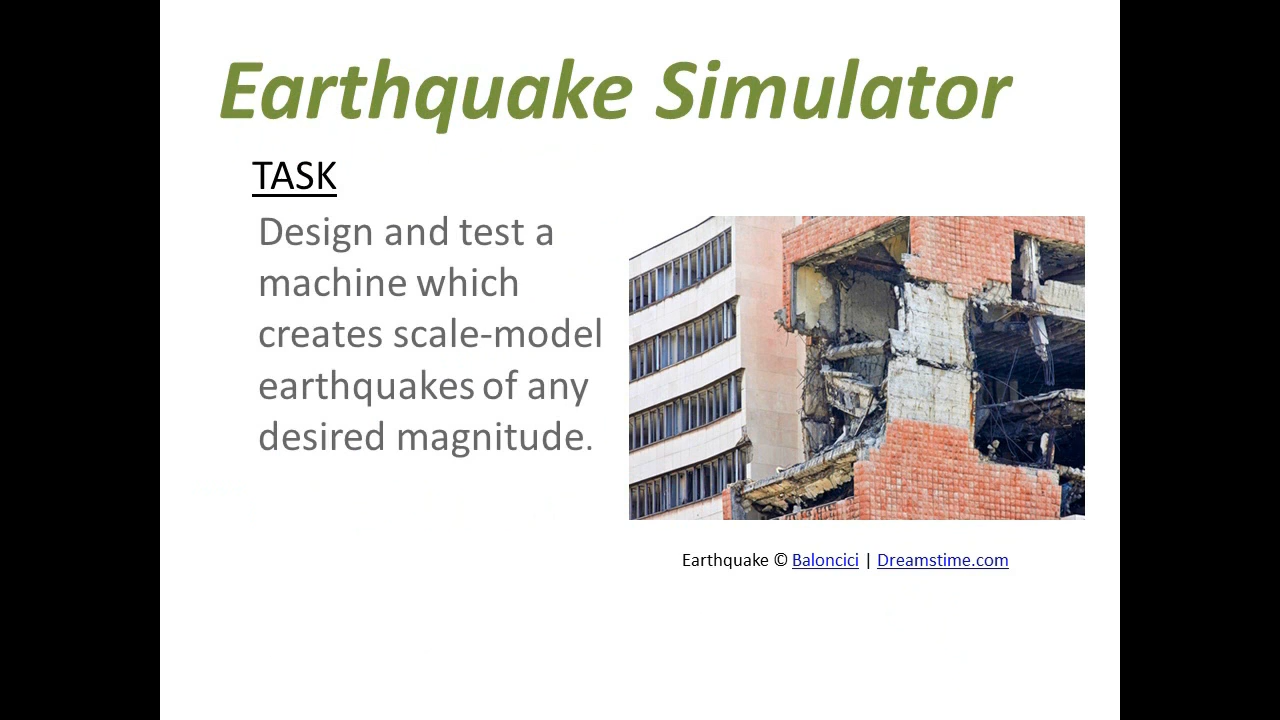 Earthquake Simulator
TASK
Design and test a
machine which
creates scale-model
earthquakes of any
desired magnitude.
Earthquake © Baloncici | Dreamstime.com